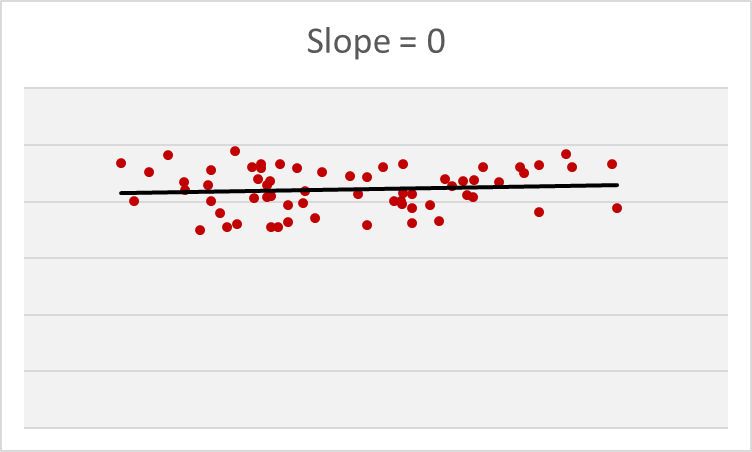 Slope = 0